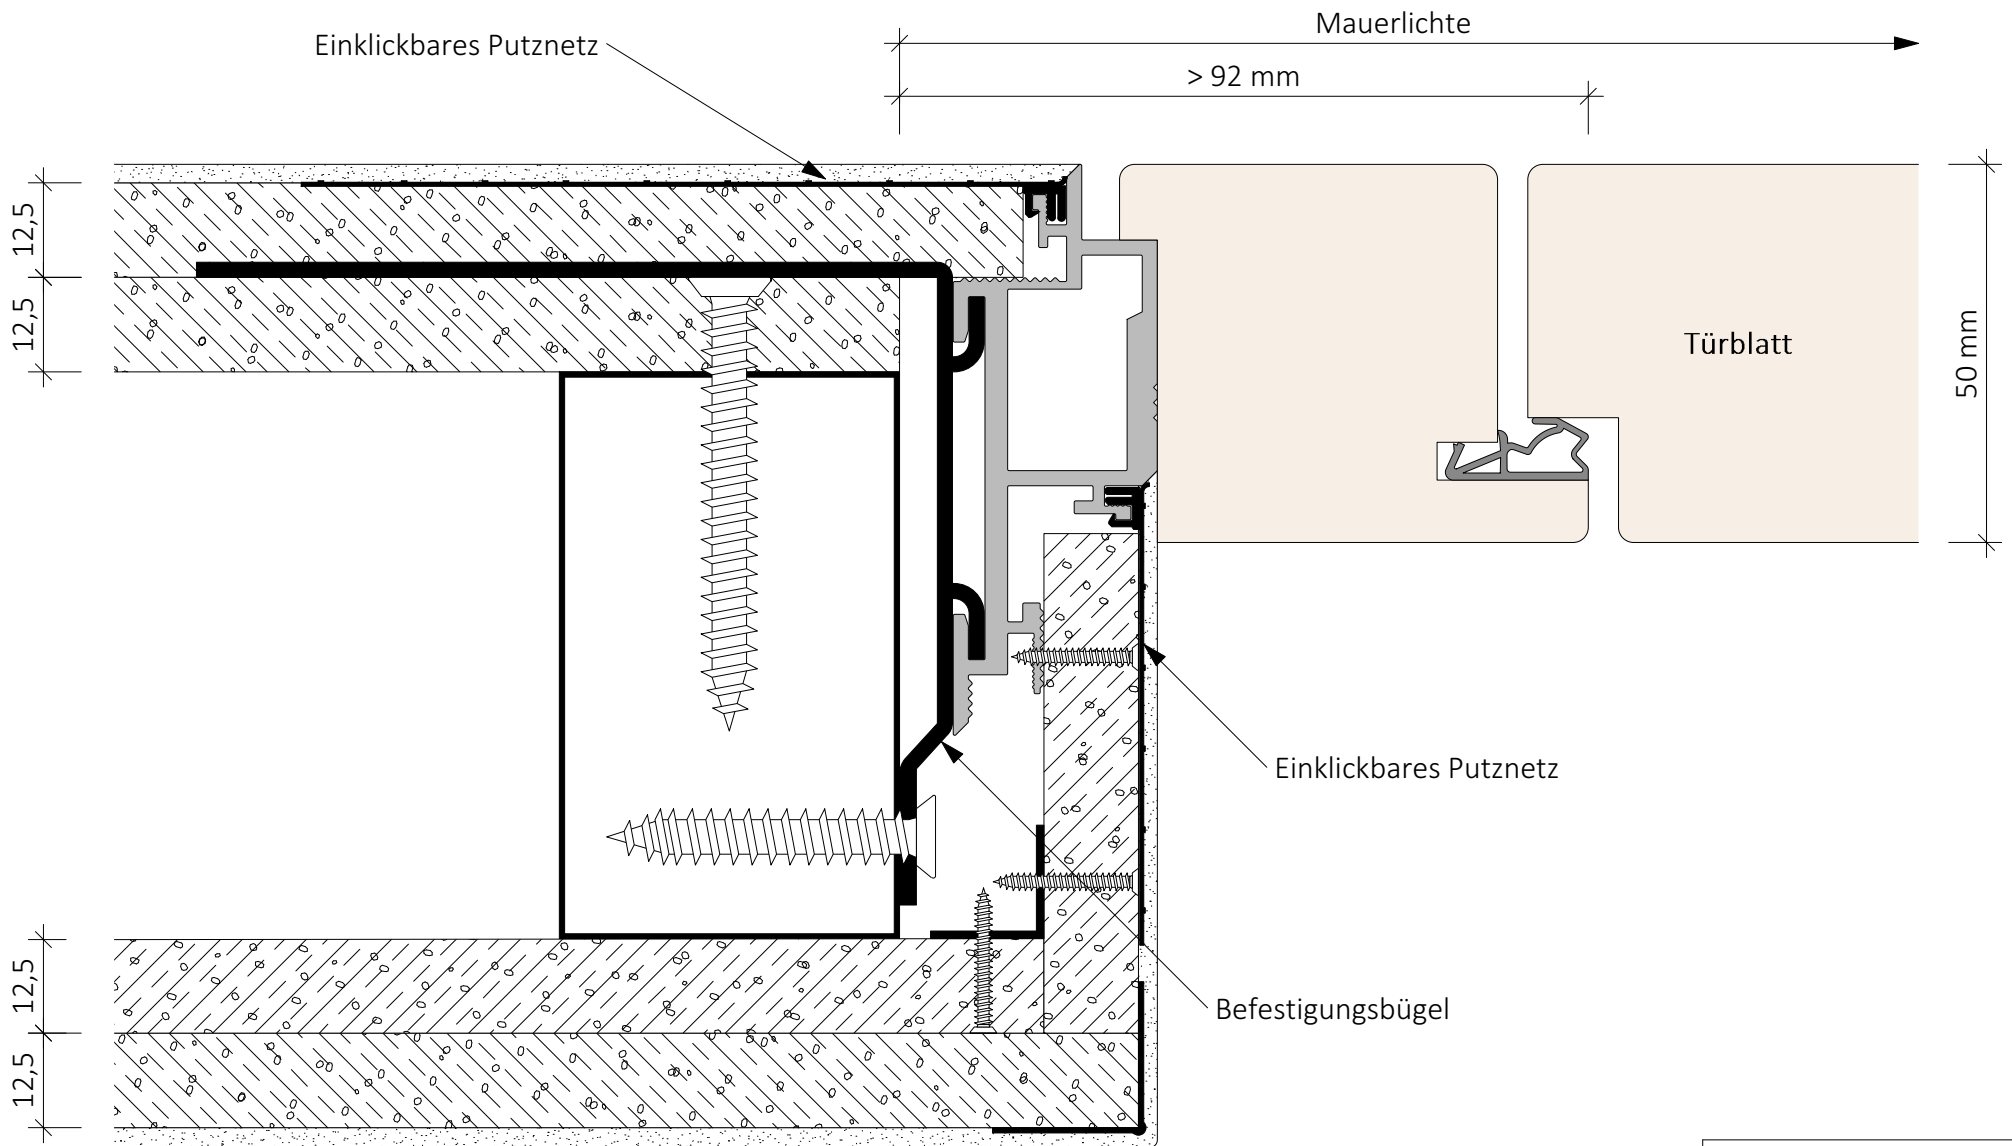 Mauerlichte
Einklickbares Putznetz
> 92 mm
12,5
12,5
Türblatt
50 mm
Einklickbares Putznetz
12,5
Befestigungsbügel
12,5